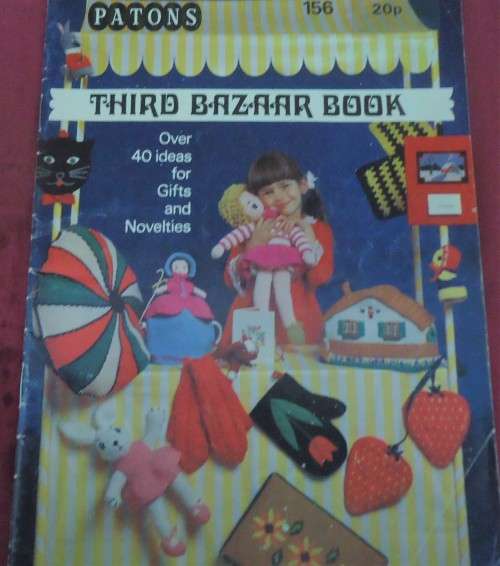 PATONS
156
20p
THIRD BAZAAR BOOK
Over
40 ideas
for
Gifts
and
Novelties